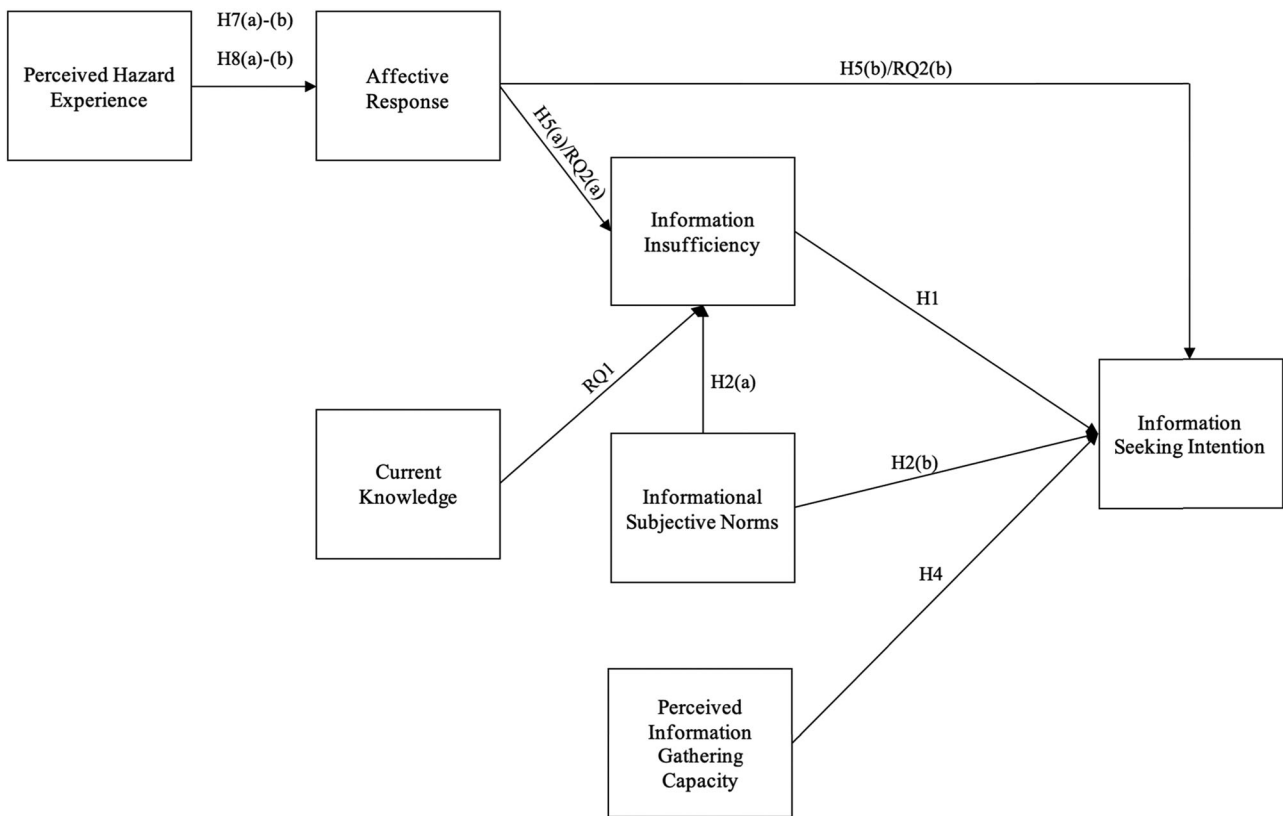 H7(a)-(b)
H8(a)-(b)
Perceived Hazard
Experience
Affective
Response
H5(b)/RQ2(b)
H5(a)/RQ2(a)
Information
Insufficiency
H1
RQ1
H2(a)
Information
Seeking Intention
Current
Knowledge
Informational
Subjective Norms
H2(b)
H4
Perceived
Information
Gathering
Capacity